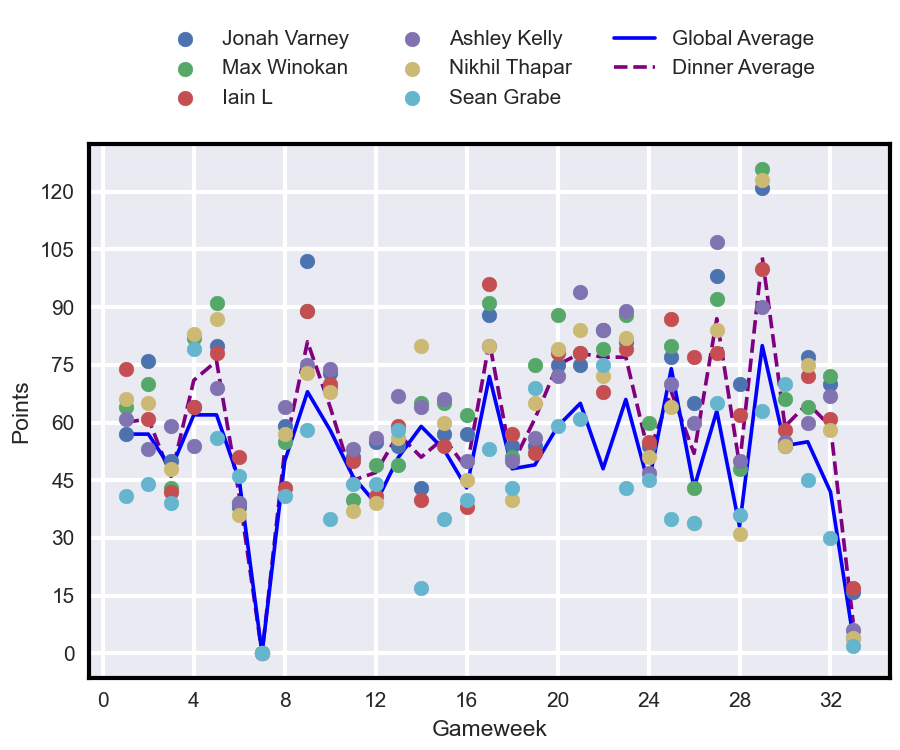 Jonah Varney Ashley Kelly Global Average
Max Winokan Nikhil Thapar Dinner Average
Iain L Sean Grabe
120
105
90
75
60
45
30
15
0
Points
0 4 8 12 16 20 24 28 32
Gameweek